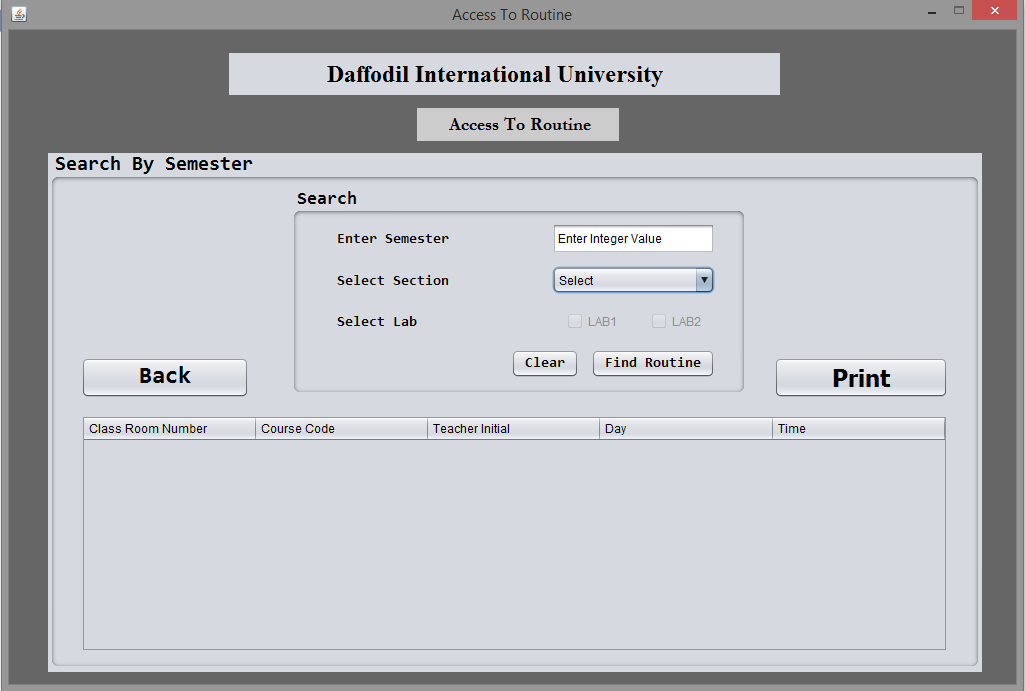 Access To Routine
Daffodil International University
Access To Routine
Search By Semester
Search
Enter Semester
Enter Integer Value
Select Section
Select
Select Lab
LAB1
LAB2
Clear
Find Routine
Back
Print
Class Room Number
Course Code
Teacher Initial
Day
Time